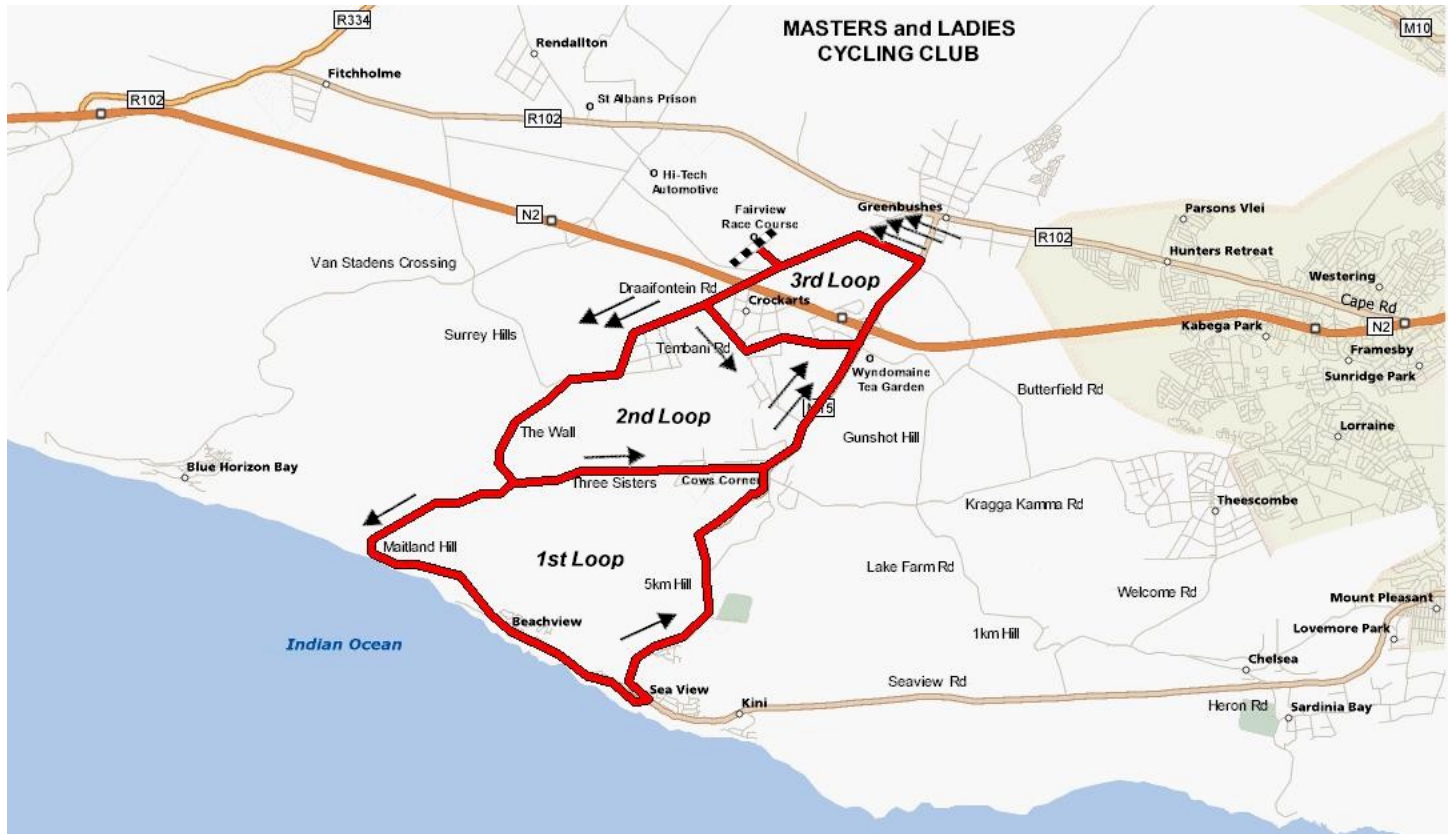 MASTERS and LADIES
CYCLING CLUB
R334
M10
Rendallton
Fitchholme
R102
St Albans Prison
R102
Hi-Tech
Automotive
Fairview
Race Course
Greenbushes
Parsons Vlei
N2
R102
Hunters Retreat
Van Stadens Crossing
Westering
3rd Loop
Draaifontein Rd
Crockarts
Cape Rd
Kabega Park
N2
Surrey Hills
Tembani Rd
Framesby
Wyndomaine
Tea Garden
Sunridge Park
Butterfield Rd
2nd Loop
The Wall
Gunshot Hill
Lorraine
Blue Horizon Bay
Three Sisters
Cows Corner
Kragga Kamma Rd
Theescombe
Maitland Hill
1st Loop
5km Hill
Lake Farm Rd
Welcome Rd
Mount Pleasant
Beachview
1km Hill
Lovemore Park
Indian Ocean
Chelsea
Sea View
Seaview Rd
Kini
Heron Rd
Sardinia Bay